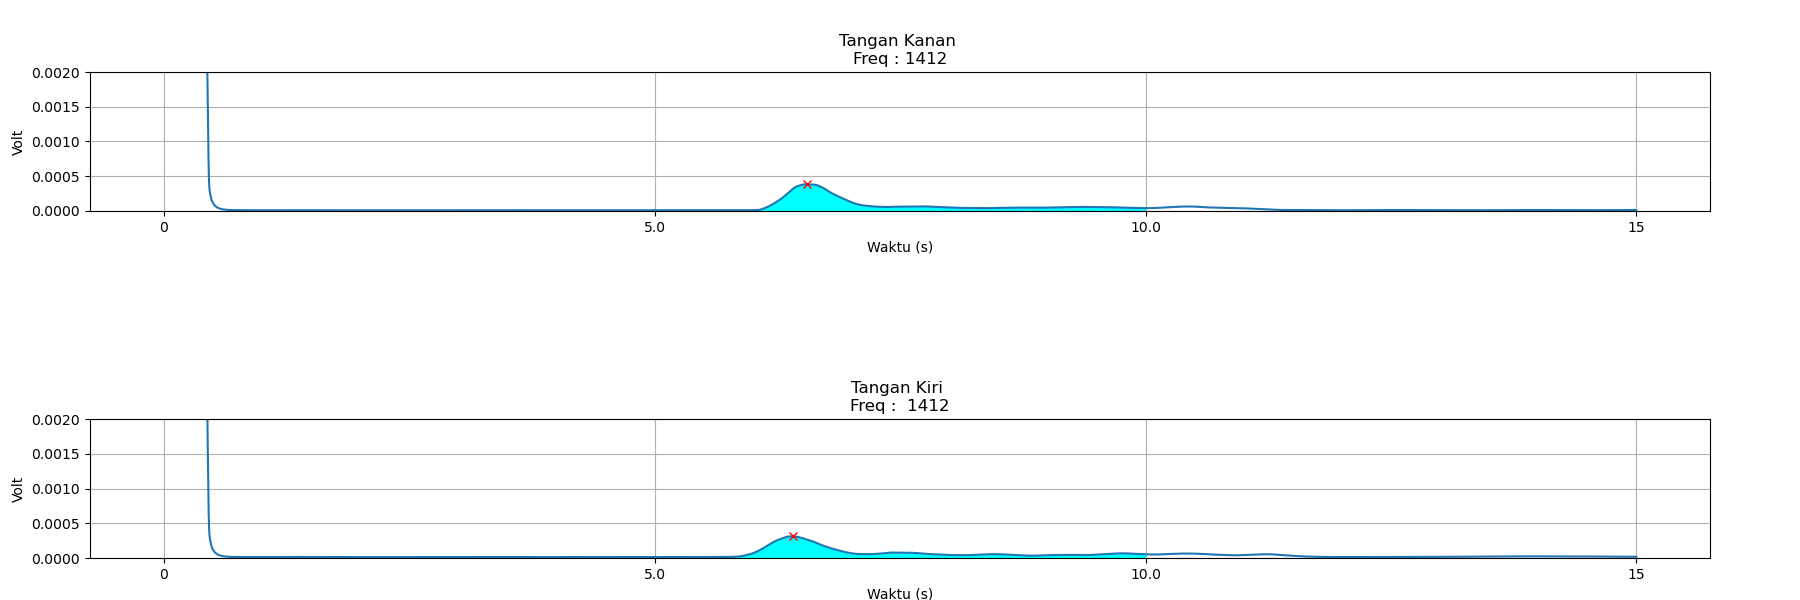 Tangan Kanan
Freq : 1412
0.0020
0.0015
0.0010
0.0005
0.0000
Volt
0 5.0 10.0 15
Waktu (s)
Tangan Kiri
Freq :  1412
0.0020
0.0015
0.0010
0.0005
0.0000
Volt
0 5.0 10.0 15
Waktu (s)